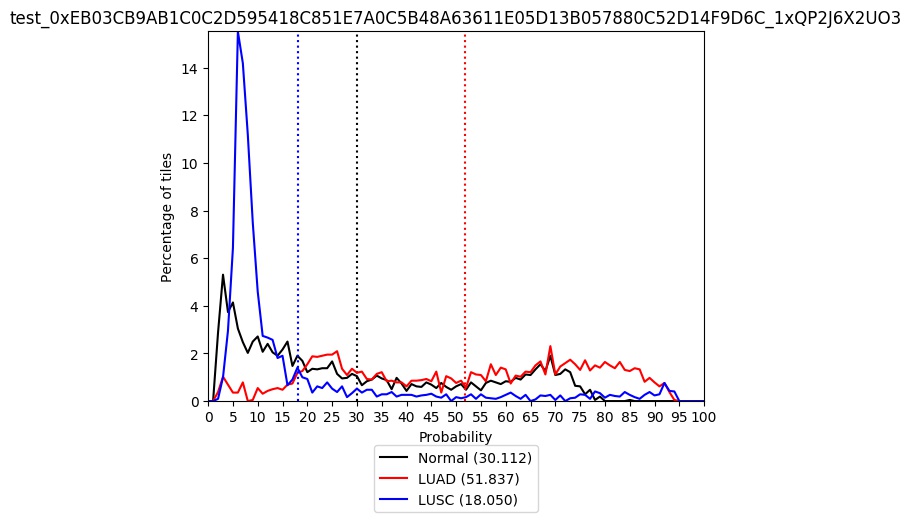 test_0xEB03CB9AB1C0C2D595418C851E7A0C5B48A63611E05D13B057880C52D14F9D6C_1xQP2J6X2UO3
14
12
10
8
6
4
2
0
Percentage of tiles
0 5 10 15 20 25 30 35 40 45 50 55 60 65 70 75 80 85 90 95 100
Probability
Normal (30.112)
LUAD (51.837)
LUSC (18.050)